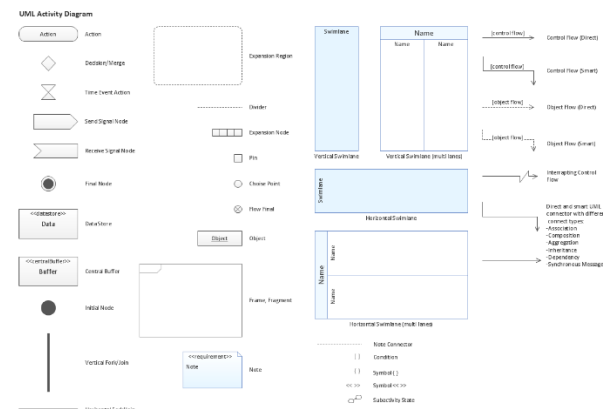 UML Activity Diagram
Action
Action
Decision/Merge
Time Event Action
Send Signal Node
Receive Signal Node
Final Node
<<datastore>>
Data
Data Store
<<centralBuffer>>
Buffer
Central Buffer
Initial Node
Vertical Fork/Join
Expansion Region
Divider
Expansion Node
Pin
Choose Point
Flow Final
Object
Object
Frame, Fragment
<<requirement>>
Note
Note
Swimlane
Vertical Swimlane
Name
Name
Name
Vertical Swimlane (multi lanes)
Swimlane
Horizontal Swimlane
Name
Name
Name
Horizontal Swimlane (multi lanes)
Note Connector
{ }
Condition
{ }
Symbol { }
<< >>
Symbol << >>
Subactivity State
[control flow]
Control Flow (Direct)
[control flow]
Control Flow (Smart)
[object flow]
Object Flow (Direct)
[object flow]
Object Flow (Smart)
Interrupting Control
Flow
Direct and smart UML
connector with
connect types:
-Association
-Composition
-Aggregation
-Inheritance
-Dependency
-Synchronous